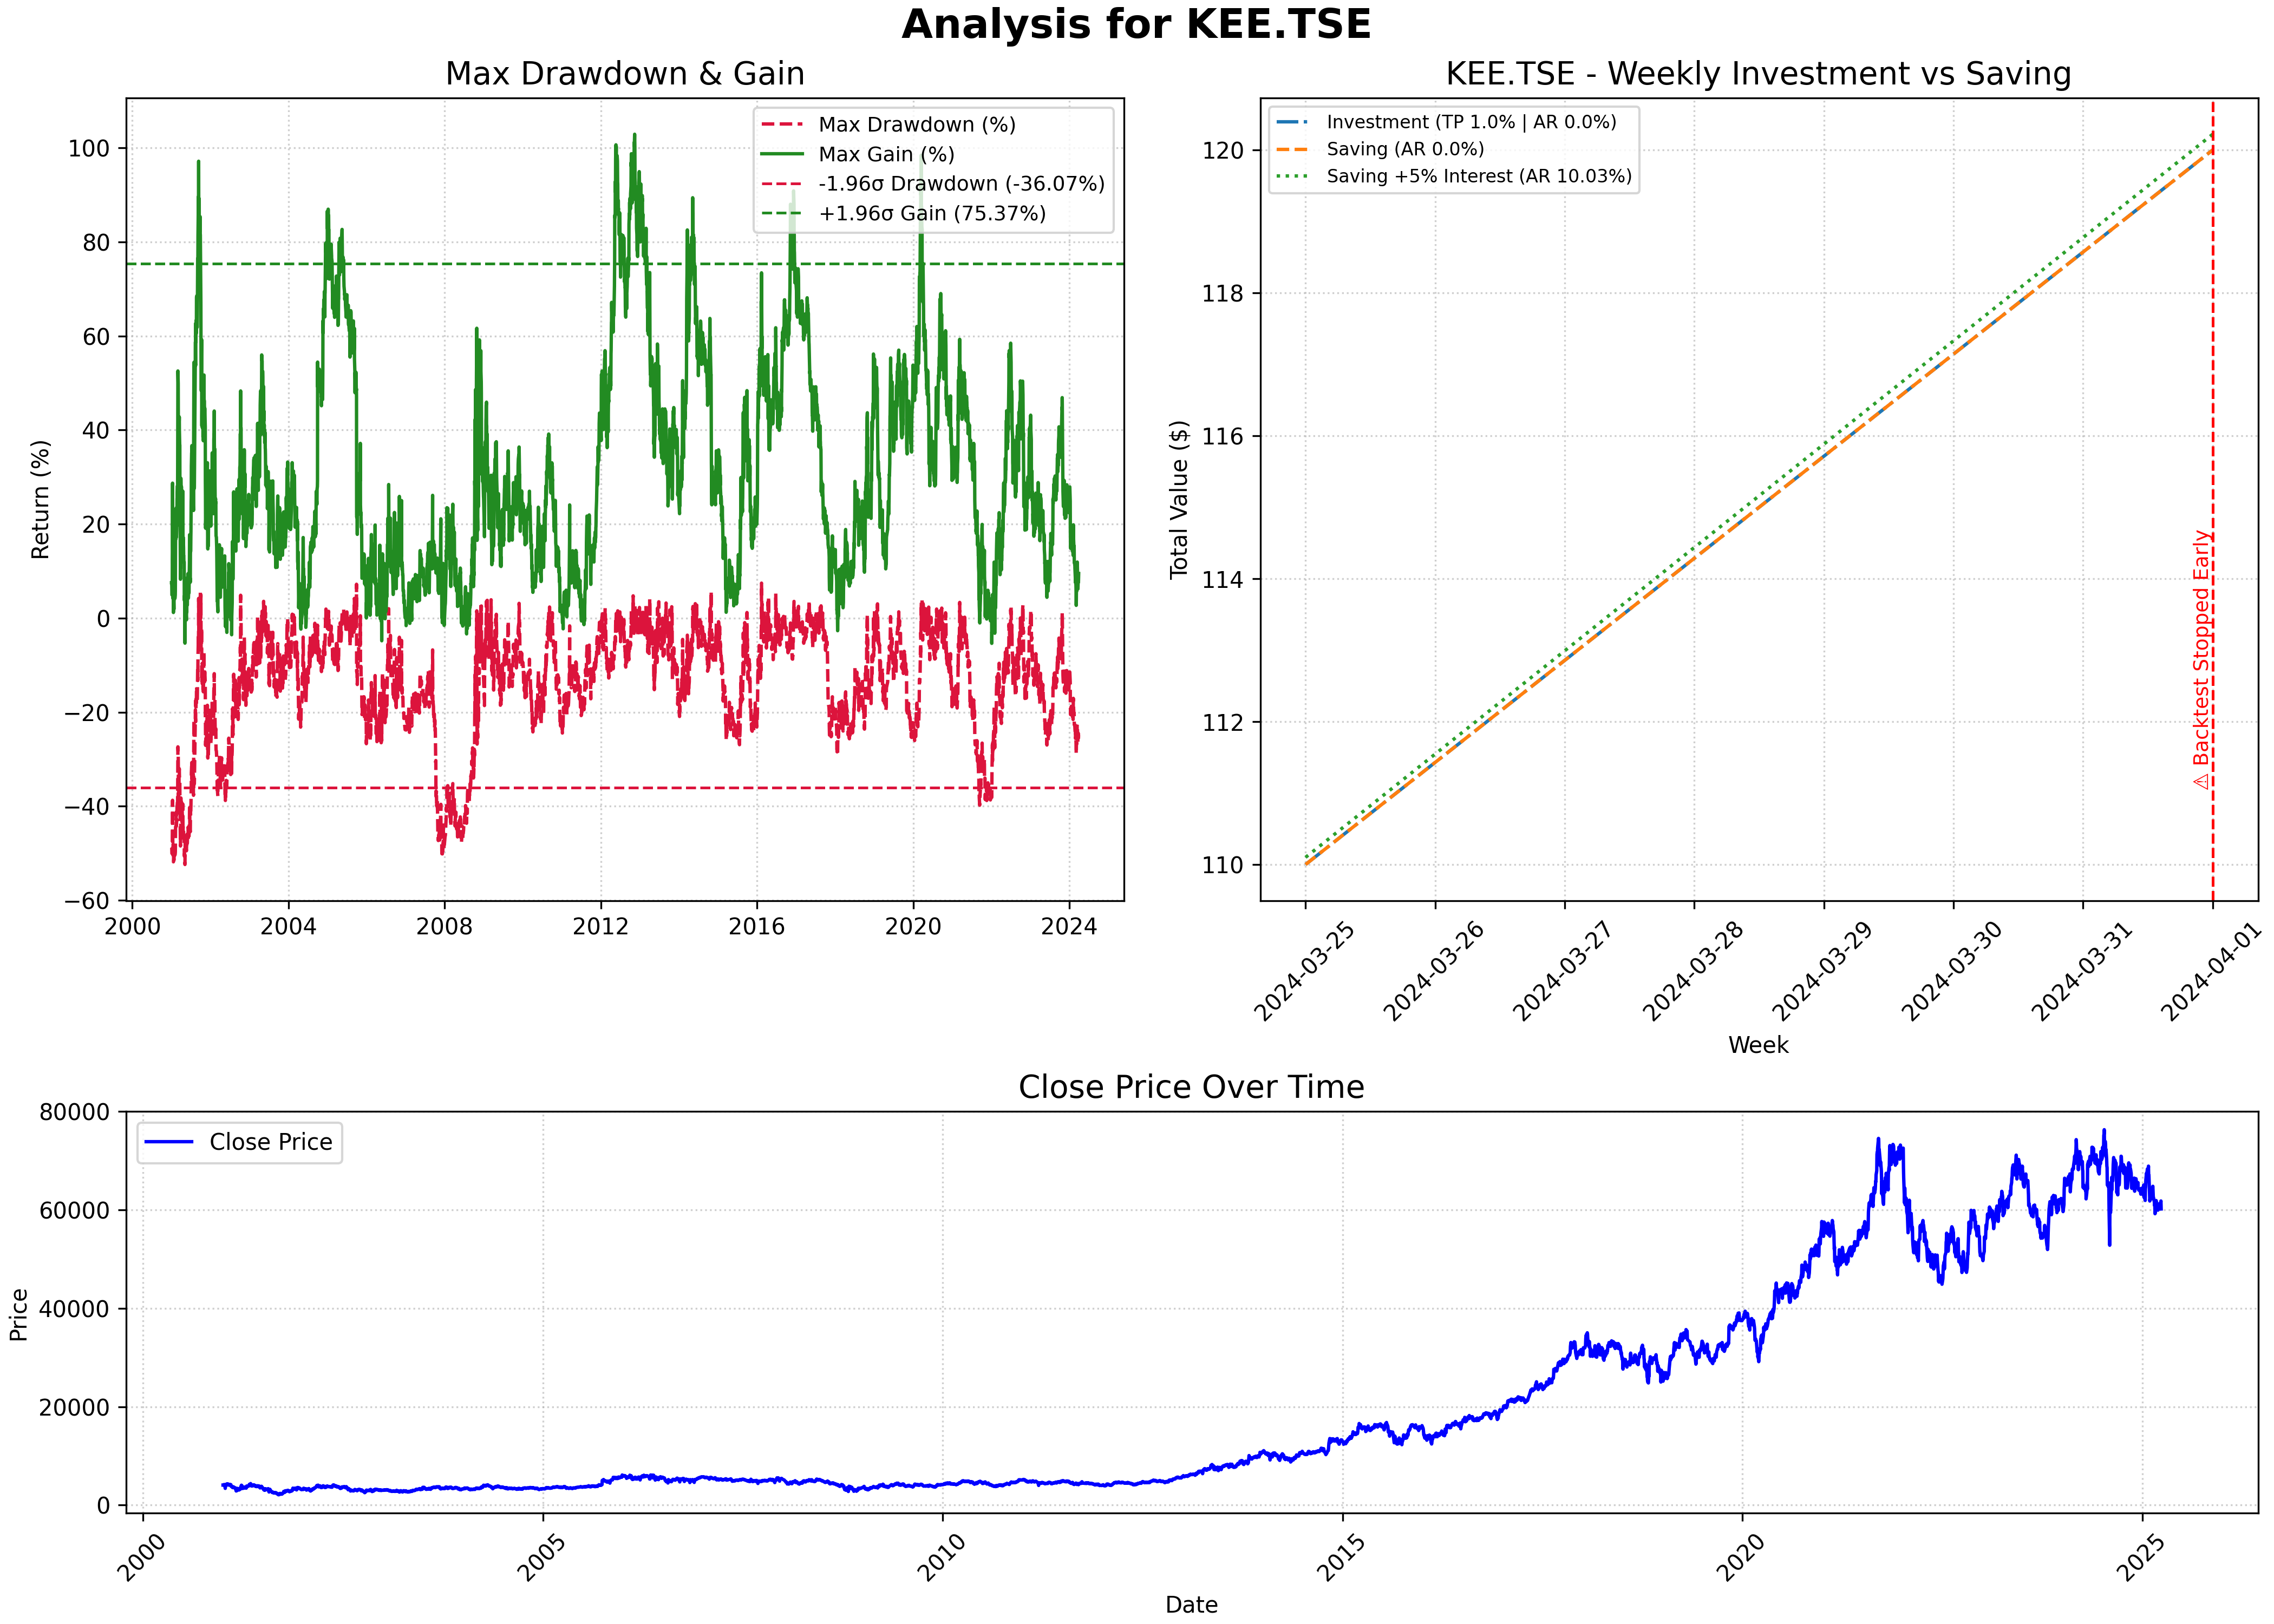 Analysis for KEE.TSE
Max Drawdown & Gain
Max Drawdown (%)
Max Gain (%)
-1.96σ Drawdown (-36.07%)
+1.96σ Gain (75.37%)
Return (%)
100
80
60
40
20
0
−20
−40
−60
2000
2004
2008
2012
2016
2020
2024
KEE.TSE - Weekly Investment vs Saving
Investment (TP 1.0% | AR 0.0%)
Saving (AR 0.0%)
Saving +5% Interest (AR 10.03%)
Total Value ($)
120
118
116
114
112
110
⚠ Backtest Stopped Early
2024-03-25
2024-03-26
2024-03-27
2024-03-28
2024-03-29
2024-03-30
2024-03-31
2024-04-01
Week
Close Price Over Time
Close Price
Price
80000
60000
40000
20000
0
2000
2005
2010
2015
2020
2025
Date